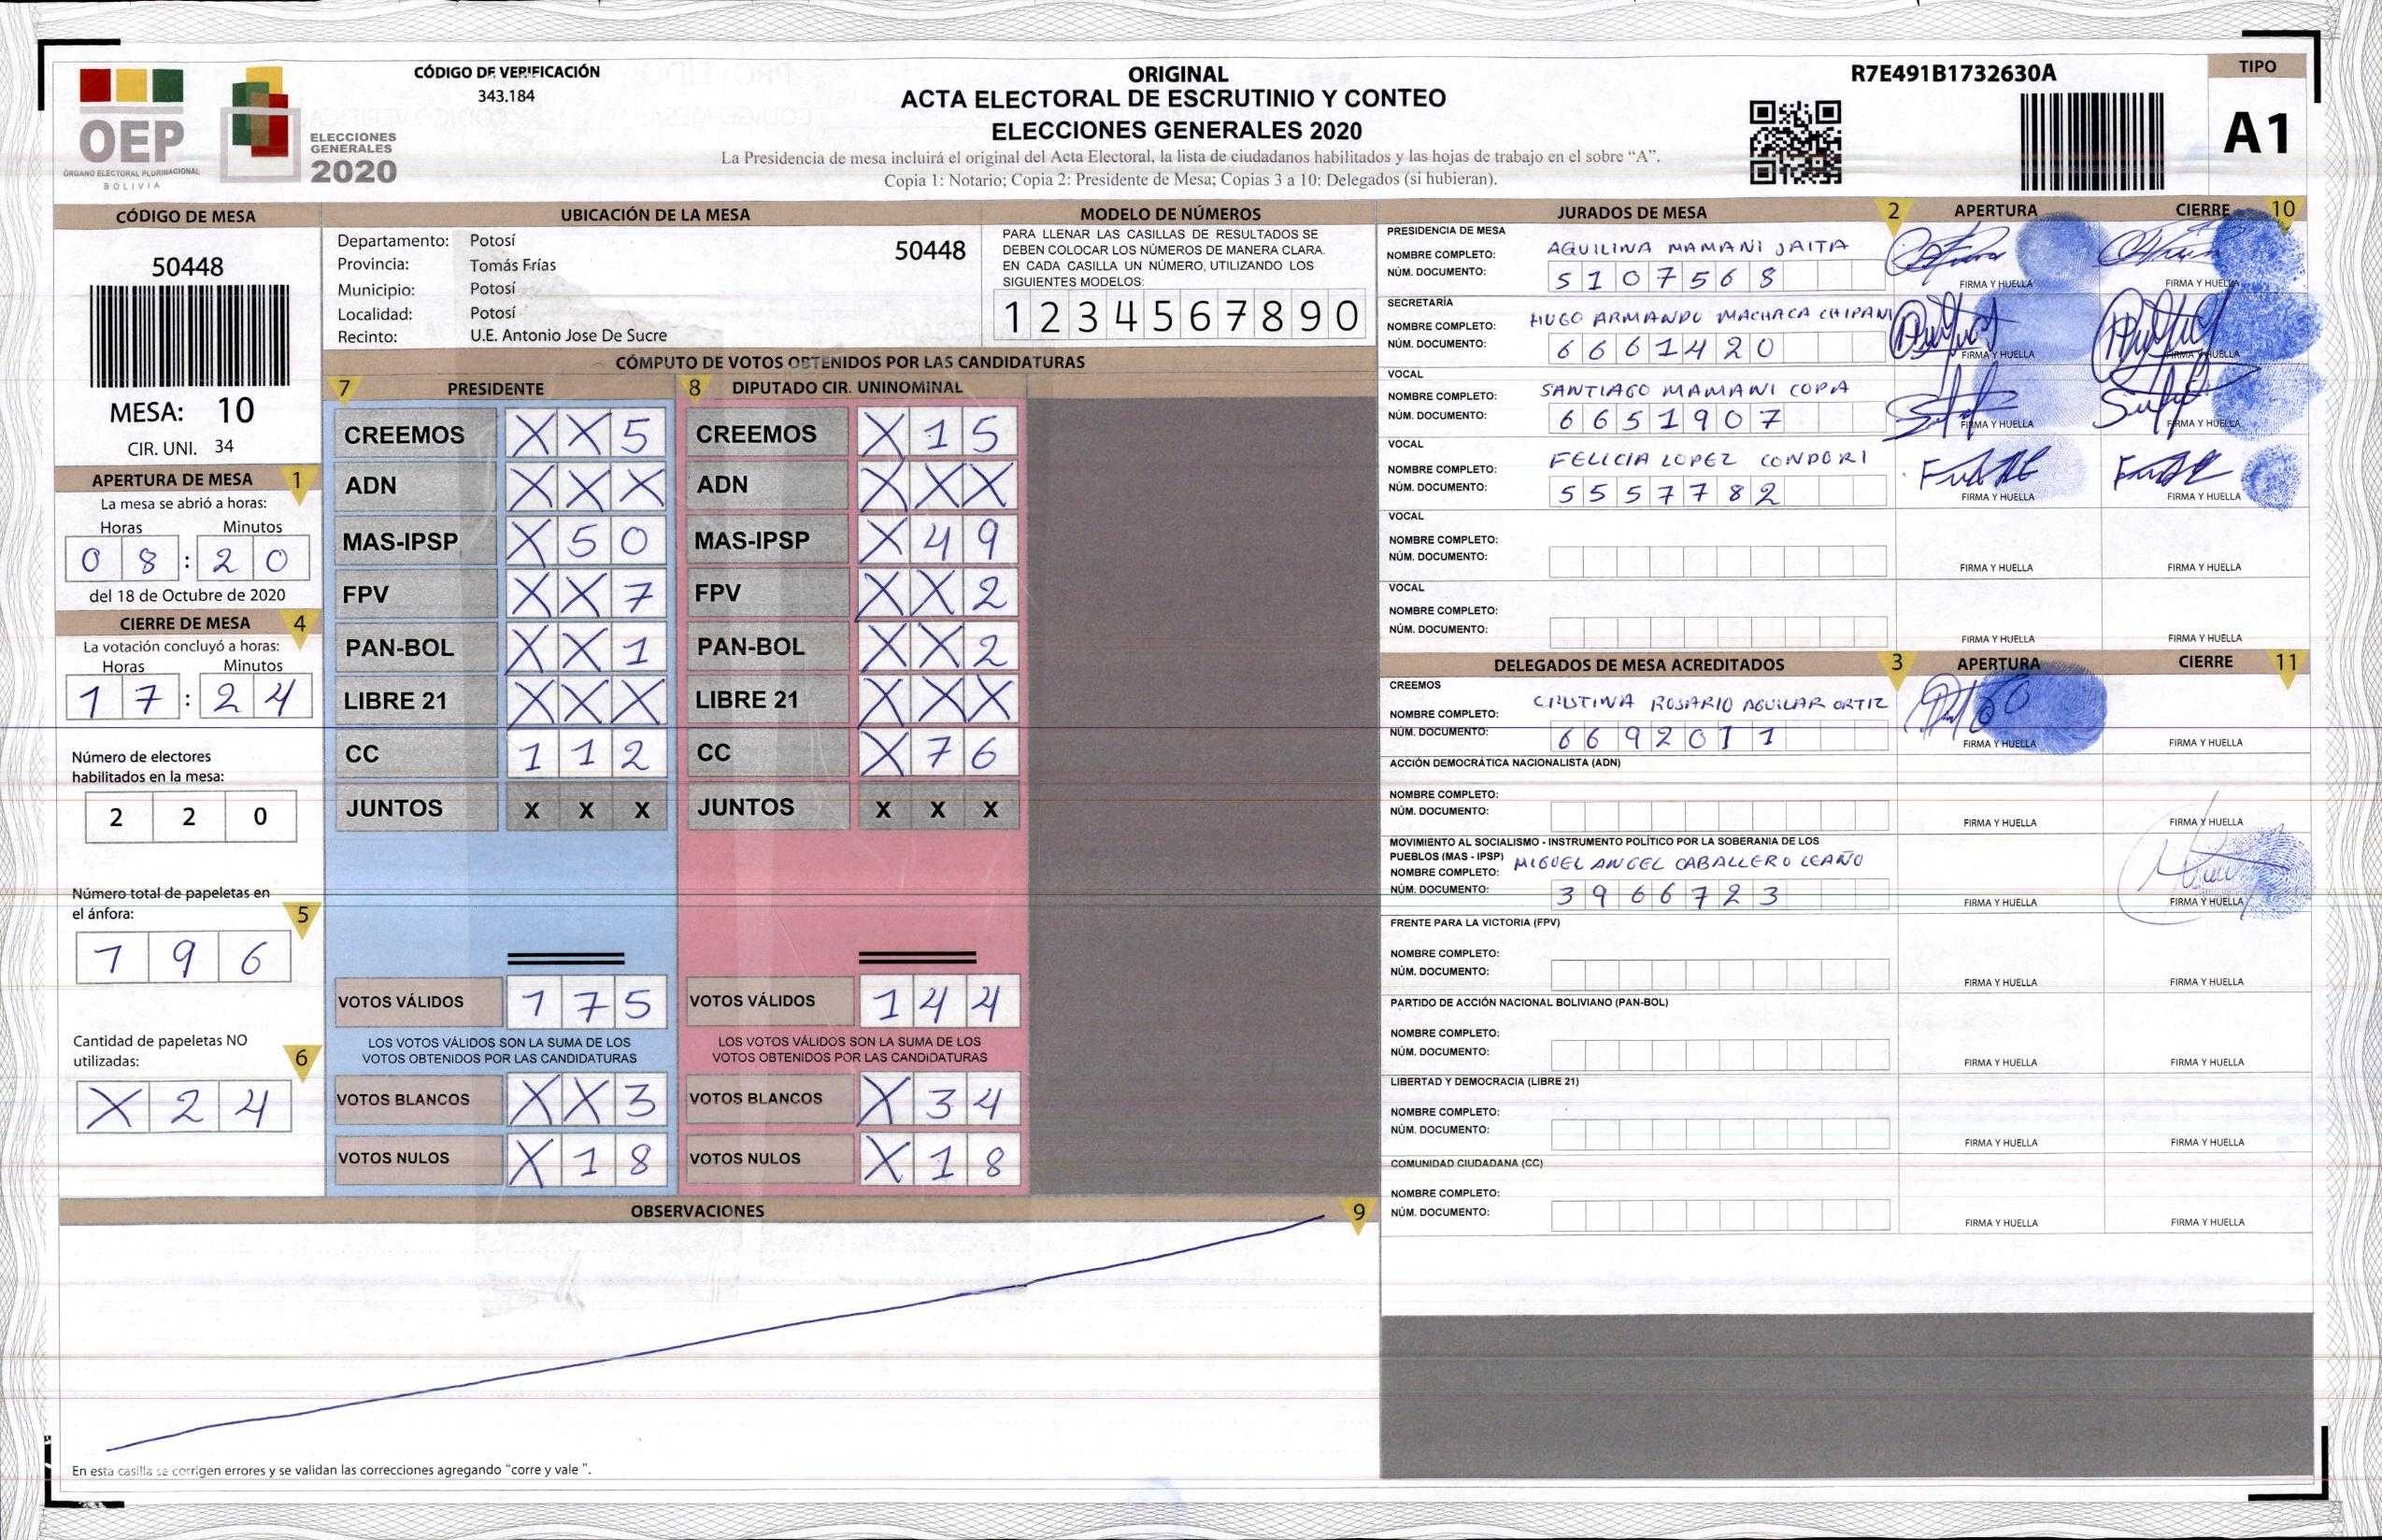 OEP
ÓRGANO ELECTORAL PLURINACIONAL
BOLIVIA
ELECCIONES
GENERALES
2020
CÓDIGO DE VERIFICACIÓN
343.184
ORIGINAL
ACTA ELECTORAL DE ESCRUTINIO Y CONTEO
ELECCIONES GENERALES 2020
La Presidencia de mesa incluirá el original del Acta Electoral, la lista de ciudadanos habilitados y las hojas de trabajo en el sobre “A”.
Copia 1: Notario; Copia 2: Presidente de Mesa; Copias 3 a 10: Delegados (si hubieran).
R7E491B1732630A
TIPO
A1
CÓDIGO DE MESA
50448
MESA: 10
CIR. UNI. 34
APERTURA DE MESA 1
La mesa se abrió a horas:
Horas Minutos
0 8 : 2 0
del 18 de Octubre de 2020
CIERRE DE MESA 4
La votación concluyó a horas:
Horas Minutos
1 7 : 2 4
Número de electores
habilitados en la mesa:
2 2 0
Número total de papeletas en
el ánfora: 5
1 9 6
Cantidad de papeletas NO
utilizadas: 6
X 2 4
UBICACIÓN DE LA MESA
Departamento: Potosí 50448
Provincia: Tomás Frías
Municipio: Potosí
Localidad: Potosí
Recinto: U.E. Antonio Jose De Sucre
MODELO DE NÚMEROS
PARA LLENAR LAS CASILLAS DE RESULTADOS SE
DEBEN COLOCAR LOS NÚMEROS DE MANERA CLARA.
EN CADA CASILLA UN NÚMERO, UTILIZANDO LOS
SIGUIENTES MODELOS:
1 2 3 4 5 6 7 8 9 0
CÓMPUTO DE VOTOS OBTENIDOS POR LAS CANDIDATURAS
7 PRESIDENTE 8 DIPUTADO CIR. UNINOMINAL
CREEMOS X X 5 CREEMOS X 1 5
ADN X X X ADN X X X
MAS-IPSP X 5 0 MAS-IPSP X 4 9
FPV X X 7 FPV X X 2
PAN-BOL X X 1 PAN-BOL X X 2
LIBRE 21 X X X LIBRE 21 X X X
CC 1 1 2 CC X 7 6
JUNTOS X X X JUNTOS X X X
VOTOS VÁLIDOS 1 7 5 VOTOS VÁLIDOS 1 4 4
LOS VOTOS VÁLIDOS SON LA SUMA DE LOS LOS VOTOS VÁLIDOS SON LA SUMA DE LOS
VOTOS OBTENIDOS POR LAS CANDIDATURAS VOTOS OBTENIDOS POR LAS CANDIDATURAS
VOTOS BLANCOS X X 3 VOTOS BLANCOS X 3 4
VOTOS NULOS X 1 8 VOTOS NULOS X 1 8
OBSERVACIONES 9
En esta casilla se corrigen errores y se validan las correcciones agregando “corre y vale ”.
JURADOS DE MESA 2 APERTURA CIERRE 10
PRESIDENCIA DE MESA
NOMBRE COMPLETO: AQUILINA MAMANI JAITA
NÚM. DOCUMENTO: 5 1 0 7 5 6 8 FIRMA Y HUELLA FIRMA Y HUELLA
SECRETARÍA
NOMBRE COMPLETO: HUGO ARMANDO MACHACA CHIPANI
NÚM. DOCUMENTO: 6 6 6 1 4 2 0 FIRMA Y HUELLA FIRMA Y HUELLA
VOCAL
NOMBRE COMPLETO: SANTIAGO MAMANI COPA
NÚM. DOCUMENTO: 6 6 5 1 9 0 7 FIRMA Y HUELLA FIRMA Y HUELLA
VOCAL
NOMBRE COMPLETO: FELICIA LOPEZ CONDORI
NÚM. DOCUMENTO: 5 5 5 7 7 8 2 FIRMA Y HUELLA FIRMA Y HUELLA
VOCAL
NOMBRE COMPLETO:
NÚM. DOCUMENTO: FIRMA Y HUELLA FIRMA Y HUELLA
VOCAL
NOMBRE COMPLETO:
NÚM. DOCUMENTO: FIRMA Y HUELLA FIRMA Y HUELLA
DELEGADOS DE MESA ACREDITADOS 3 APERTURA CIERRE 11
CREEMOS
NOMBRE COMPLETO: CRISTINA ROSARIO AGUILAR ORTIZ
NÚM. DOCUMENTO: 6 6 9 2 0 1 1 FIRMA Y HUELLA FIRMA Y HUELLA
ACCIÓN DEMOCRÁTICA NACIONALISTA (ADN)
NOMBRE COMPLETO:
NÚM. DOCUMENTO: FIRMA Y HUELLA FIRMA Y HUELLA
MOVIMIENTO AL SOCIALISMO - INSTRUMENTO POLÍTICO POR LA SOBERANIA DE LOS
PUEBLOS (MAS - IPSP)
NOMBRE COMPLETO: MIGUEL ANGEL CABALLERO LEAÑO
NÚM. DOCUMENTO: 3 9 6 6 7 2 3 FIRMA Y HUELLA FIRMA Y HUELLA
FRENTE PARA LA VICTORIA (FPV)
NOMBRE COMPLETO:
NÚM. DOCUMENTO: FIRMA Y HUELLA FIRMA Y HUELLA
PARTIDO DE ACCIÓN NACIONAL BOLIVIANO (PAN-BOL)
NOMBRE COMPLETO:
NÚM. DOCUMENTO: FIRMA Y HUELLA FIRMA Y HUELLA
LIBERTAD Y DEMOCRACIA (LIBRE 21)
NOMBRE COMPLETO:
NÚM. DOCUMENTO: FIRMA Y HUELLA FIRMA Y HUELLA
COMUNIDAD CIUDADANA (CC)
NOMBRE COMPLETO:
NÚM. DOCUMENTO: FIRMA Y HUELLA FIRMA Y HUELLA